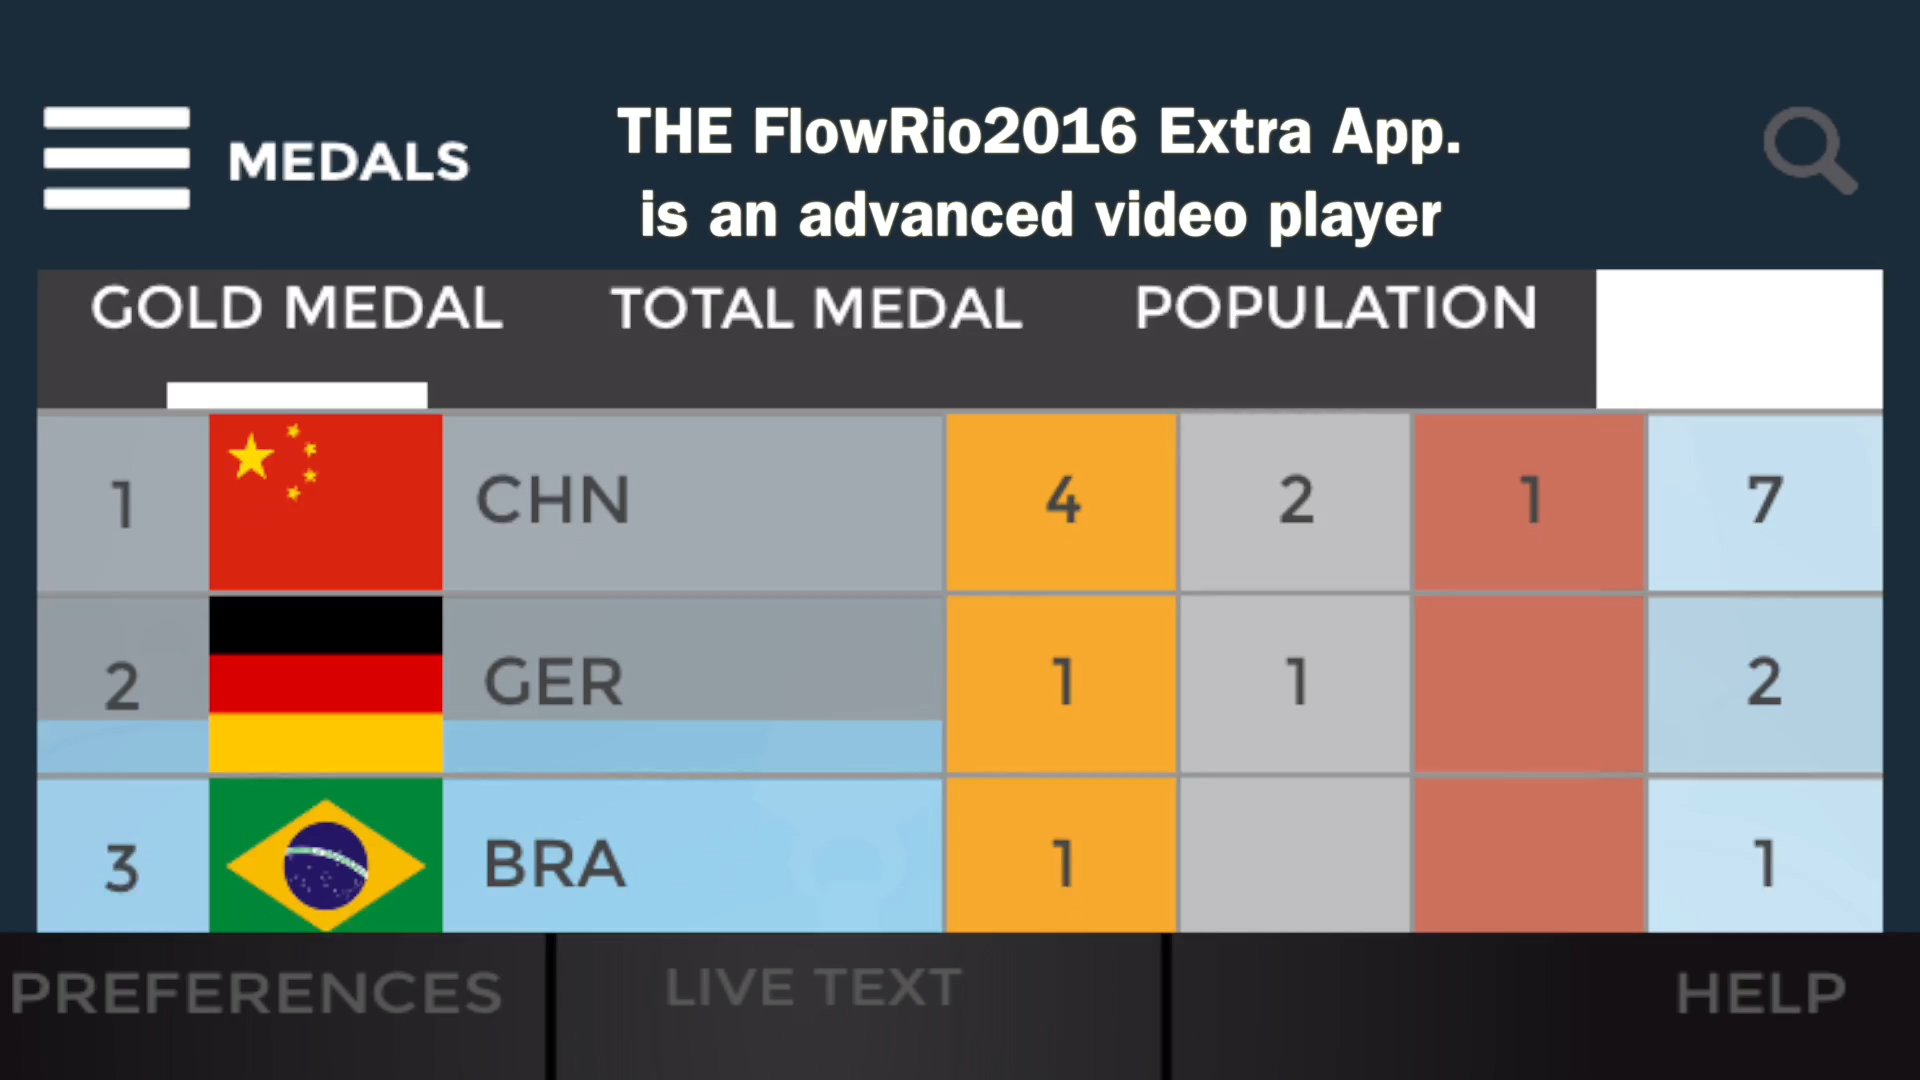 MEDALS
THE FlowRio2016 Extra App.
is an advanced video player
GOLD MEDAL TOTAL MEDAL POPULATION
1 CHN 4 2 1 7
2 GER 1 1 2
3 BRA 1 1
PREFERENCES LIVE TEXT HELP